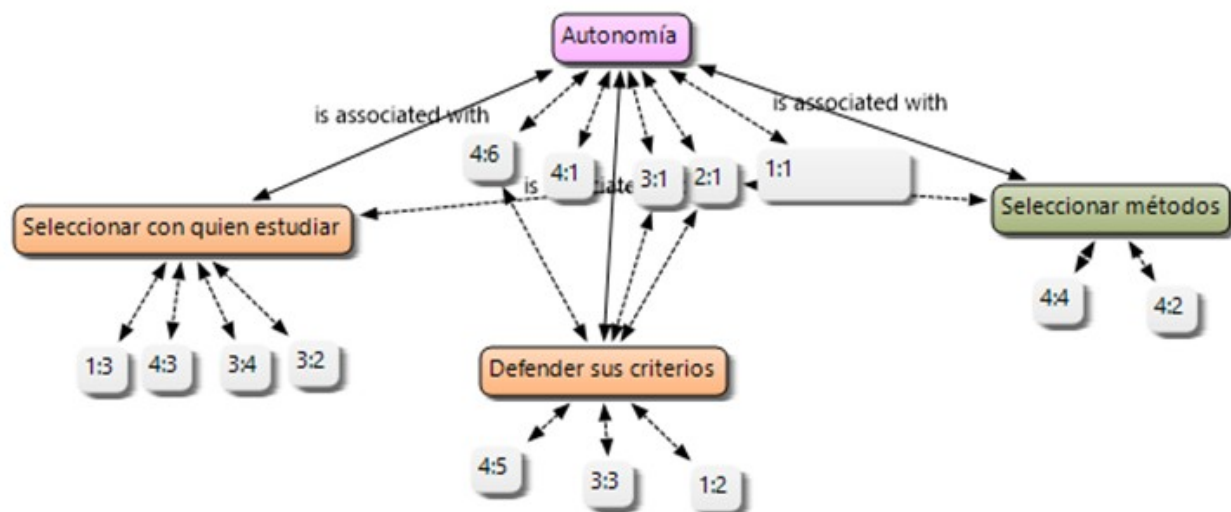 Autonomía
is associated with
is associated with
4:6
4:1
3:1
2:1
1:1
is
ciate
Seleccionar con quien estudiar
Seleccionar métodos
4:4
4:2
1:3
4:3
3:4
3:2
Defender sus criterios
4:5
3:3
1:2